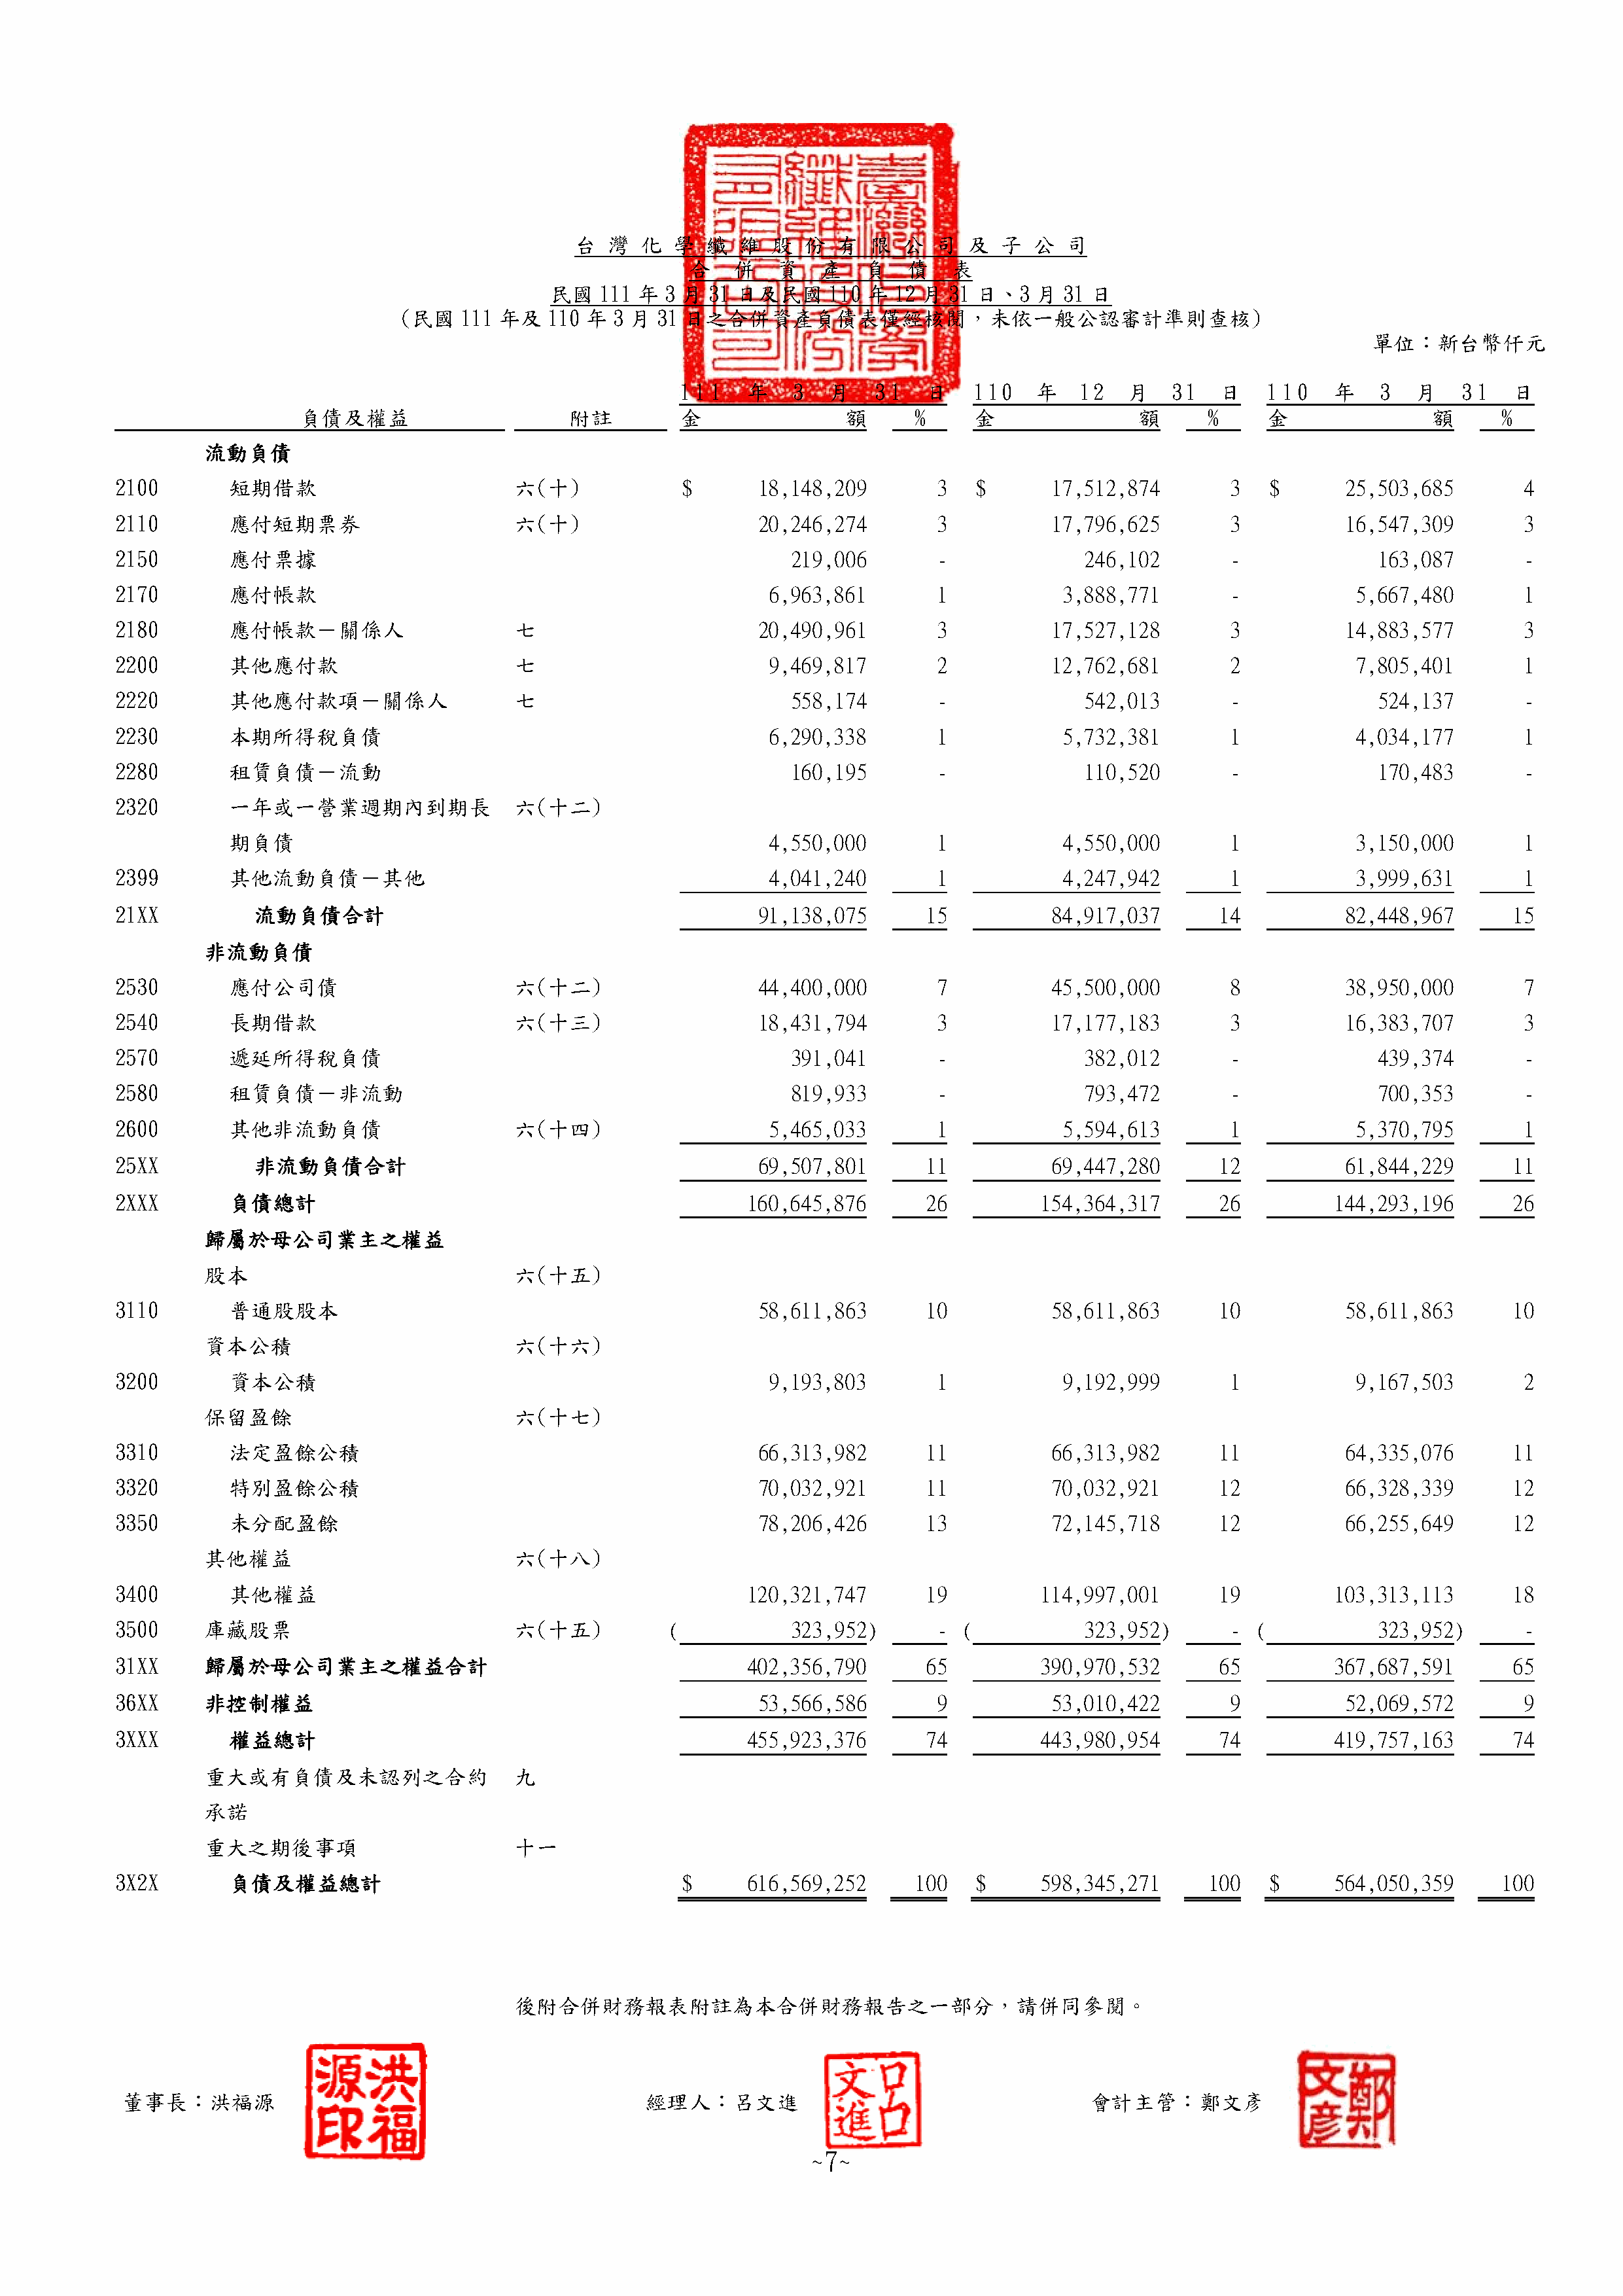 台灣化學纖維股份有限公司及子公司
合併資產負債表
民國 111 年 3 月 31 日及民國 110 年 12 月 31 日、3 月 31 日
(民國 111 年及 110 年 3 月 31 日之合併資產負債表僅經核閱，未依一般公認審計準則查核)
單位：新台幣仟元
111 年 3 月 31 日 110 年 12 月 31 日 110 年 3 月 31 日
負債及權益 附註 金額 % 金額 % 金額 %
流動負債
2100 短期借款 六(十) $ 18,148,209 3 $ 17,512,874 3 $ 25,503,685 4
2110 應付短期票券 六(十) 20,246,274 3 17,796,625 3 16,547,309 3
2150 應付票據 219,006 - 246,102 - 163,087 -
2170 應付帳款 6,963,861 1 3,888,771 - 5,667,480 1
2180 應付帳款－關係人 七 20,490,961 3 17,527,128 3 14,883,577 3
2200 其他應付款 七 9,469,817 2 12,762,681 2 7,805,401 1
2220 其他應付款項－關係人 七 558,174 - 542,013 - 524,137 -
2230 本期所得稅負債 6,290,338 1 5,732,381 1 4,034,177 1
2280 租賃負債－流動 160,195 - 110,520 - 170,483 -
2320 一年或一營業週期內到期長 六(十二)
期負債 4,550,000 1 4,550,000 1 3,150,000 1
2399 其他流動負債－其他 4,041,240 1 4,247,942 1 3,999,631 1
21XX 流動負債合計 91,138,075 15 84,917,037 14 82,448,967 15
非流動負債
2530 應付公司債 六(十二) 44,400,000 7 45,500,000 8 38,950,000 7
2540 長期借款 六(十三) 18,431,794 3 17,177,183 3 16,383,707 3
2570 遞延所得稅負債 391,041 - 382,012 - 439,374 -
2580 租賃負債－非流動 819,933 - 793,472 - 700,353 -
2600 其他非流動負債 六(十四) 5,465,033 1 5,594,613 1 5,370,795 1
25XX 非流動負債合計 69,507,801 11 69,447,280 12 61,844,229 11
2XXX 負債總計 160,645,876 26 154,364,317 26 144,293,196 26
歸屬於母公司業主之權益
股本 六(十五)
3110 普通股股本 58,611,863 10 58,611,863 10 58,611,863 10
資本公積 六(十六)
3200 資本公積 9,193,803 1 9,192,999 1 9,167,503 2
保留盈餘 六(十七)
3310 法定盈餘公積 66,313,982 11 66,313,982 11 64,335,076 11
3320 特別盈餘公積 70,032,921 11 70,032,921 12 66,328,339 12
3350 未分配盈餘 78,206,426 13 72,145,718 12 66,255,649 12
其他權益 六(十八)
3400 其他權益 120,321,747 19 114,997,001 19 103,313,113 18
3500 庫藏股票 六(十五) ( 323,952) - ( 323,952) - ( 323,952) -
31XX 歸屬於母公司業主之權益合計 402,356,790 65 390,970,532 65 367,687,591 65
36XX 非控制權益 53,566,586 9 53,010,422 9 52,069,572 9
3XXX 權益總計 455,923,376 74 443,980,954 74 419,757,163 74
重大或有負債及未認列之合約 九
承諾
重大之期後事項 十一
3X2X 負債及權益總計 $ 616,569,252 100 $ 598,345,271 100 $ 564,050,359 100
後附合併財務報表附註為本合併財務報告之一部分，請併同參閱。
董事長：洪福源 洪福源印 經理人：呂文進 呂文進 會計主管：鄭文彥 鄭文彥
~7~